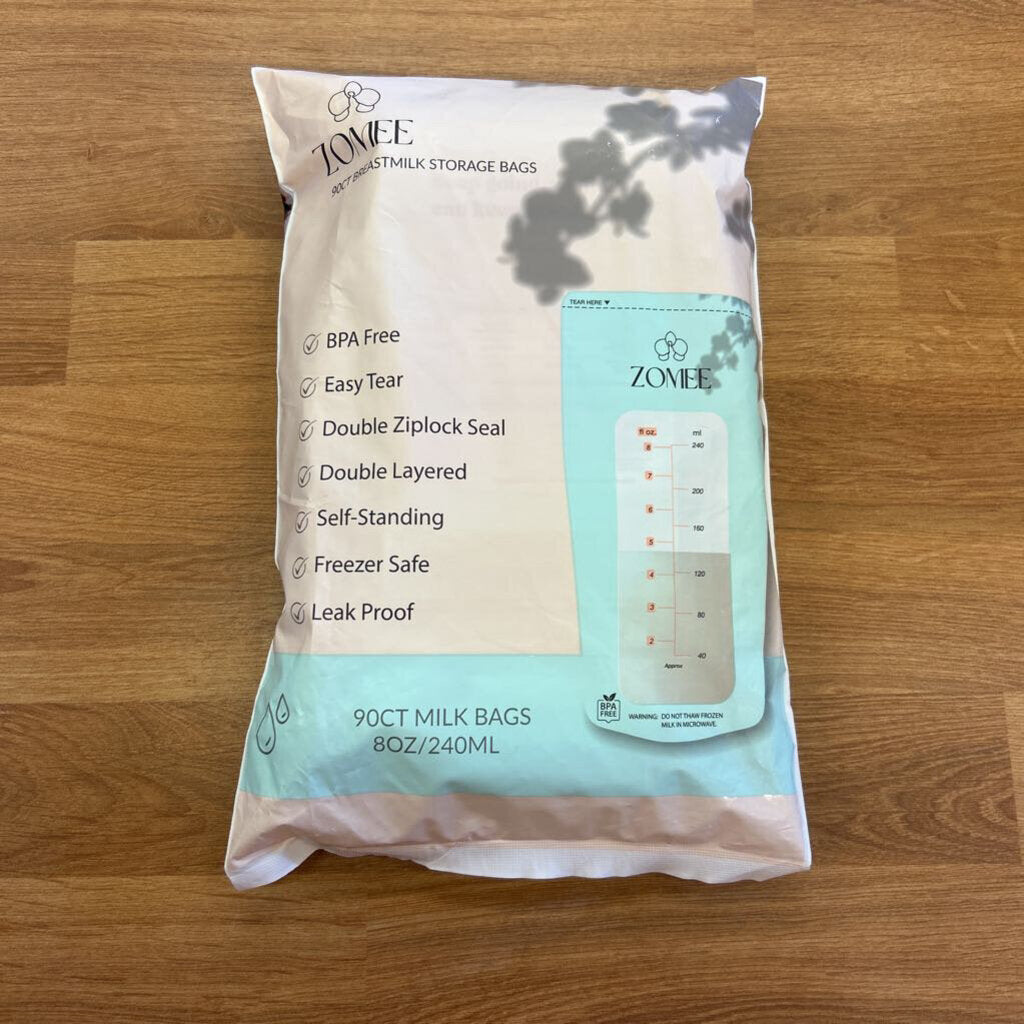 ZOMEE
90CT BREASTMILK STORAGE BAGS
BPA Free
Easy Tear
Double Ziplock Seal
Double Layered
Self-Standing
Freezer Safe
Leak Proof
90CT MILK BAGS
8OZ/240ML
TEAR HERE
ZOMEE
fl oz. ml
8 240
7
200
6
160
5
4 120
3
80
2
40
Approx
BPA
FREE
WARNING: DO NOT THAW FROZEN
MILK IN MICROWAVE.